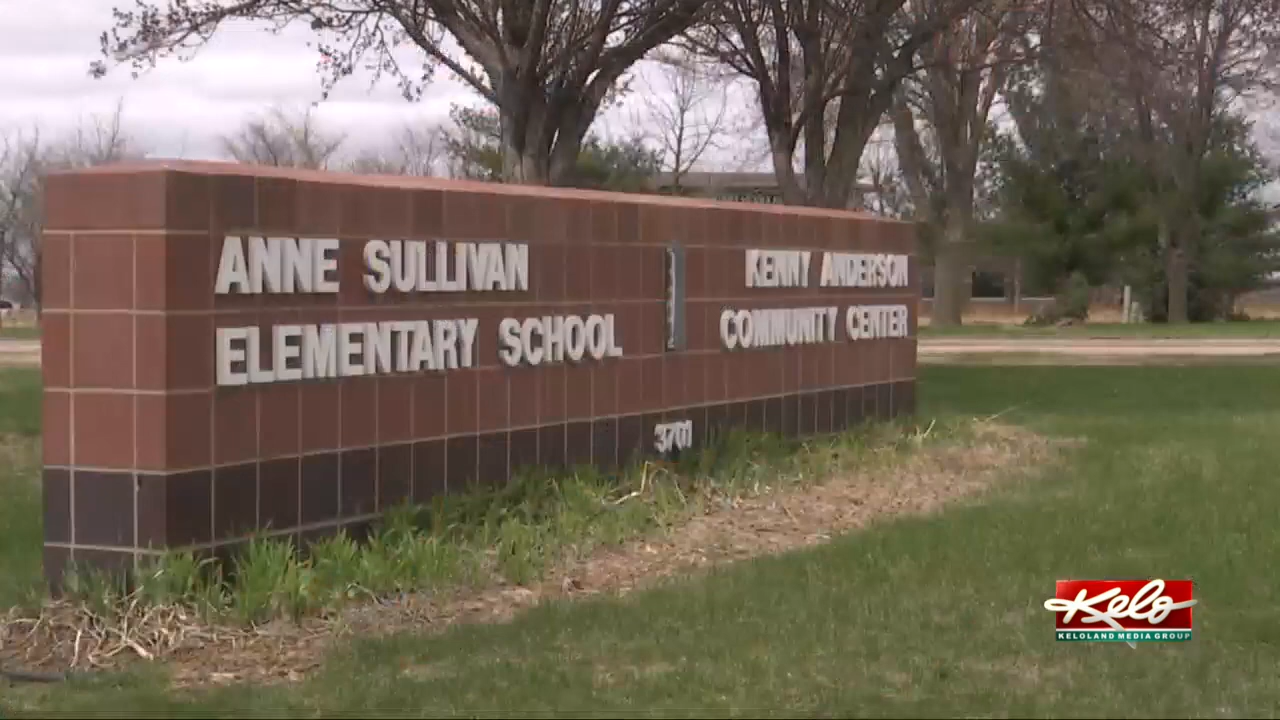 ANNE SULLIVAN
ELEMENTARY SCHOOL
KENNY ANDERSON
COMMUNITY CENTER
3701
Kelo
KELOLAND MEDIA GROUP